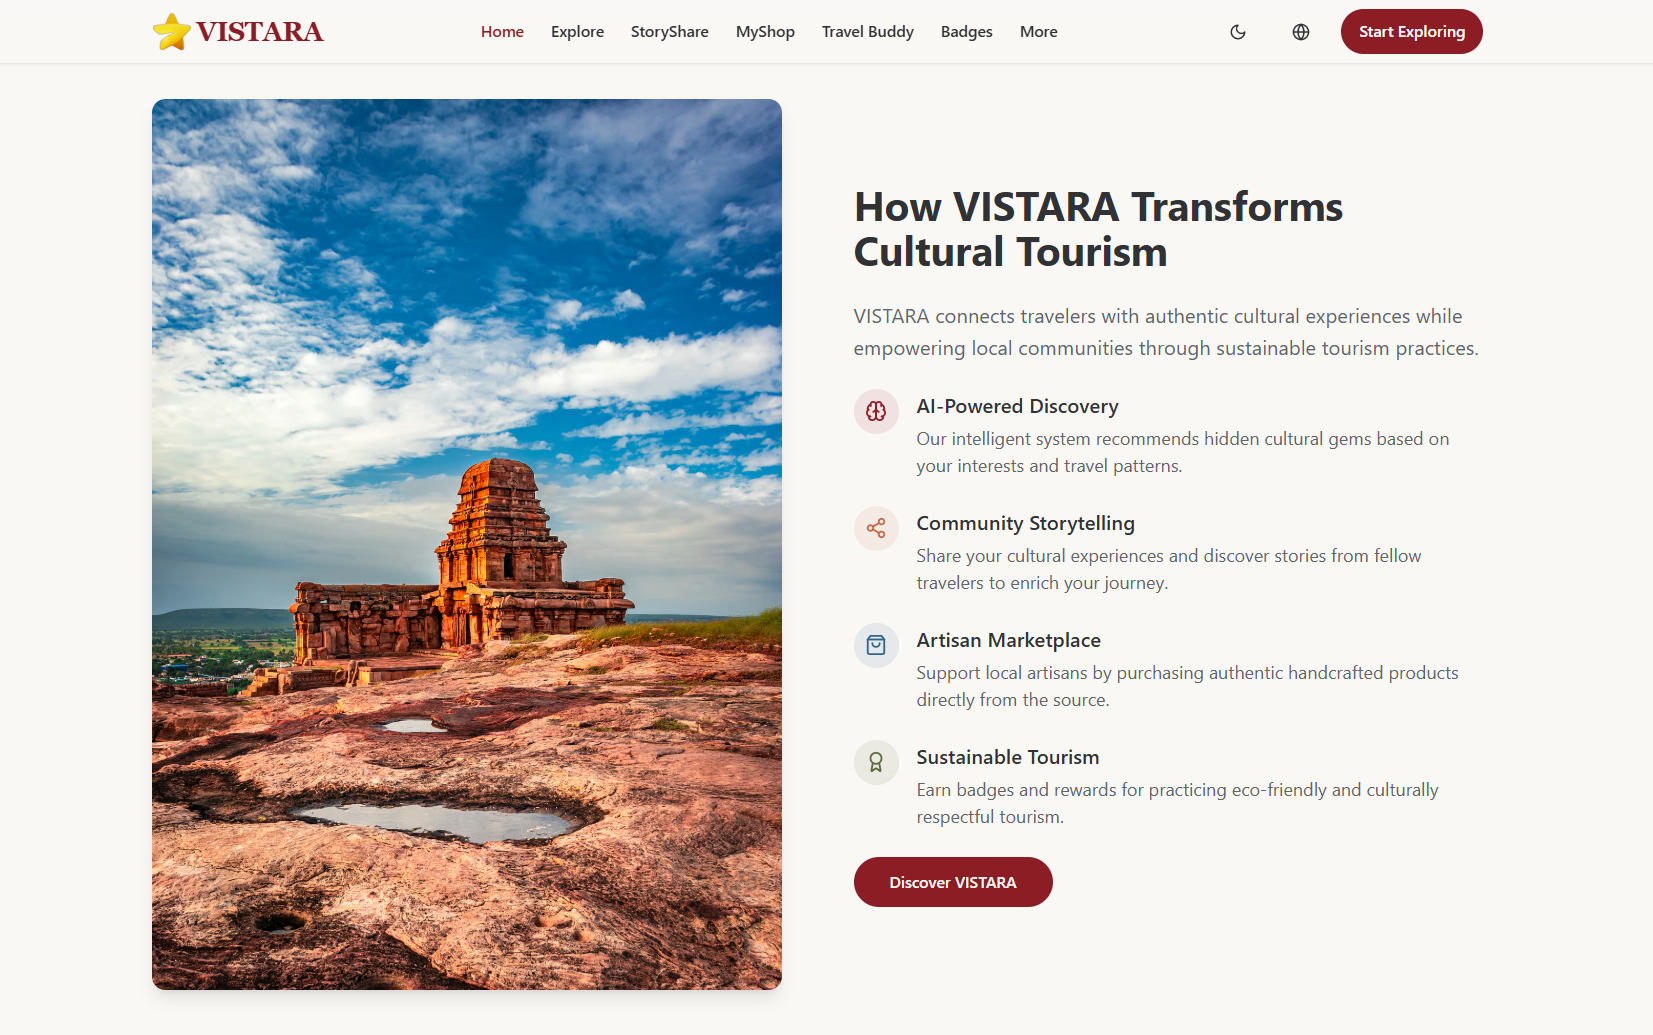 VISTARA
Home Explore StoryShare MyShop Travel Buddy Badges More
Start Exploring
How VISTARA Transforms
Cultural Tourism
VISTARA connects travelers with authentic cultural experiences while
empowering local communities through sustainable tourism practices.
AI-Powered Discovery
Our intelligent system recommends hidden cultural gems based on
your interests and travel patterns.
Community Storytelling
Share your cultural experiences and discover stories from fellow
travelers to enrich your journey.
Artisan Marketplace
Support local artisans by purchasing authentic handcrafted products
directly from the source.
Sustainable Tourism
Earn badges and rewards for practicing eco-friendly and culturally
respectful tourism.
Discover VISTARA